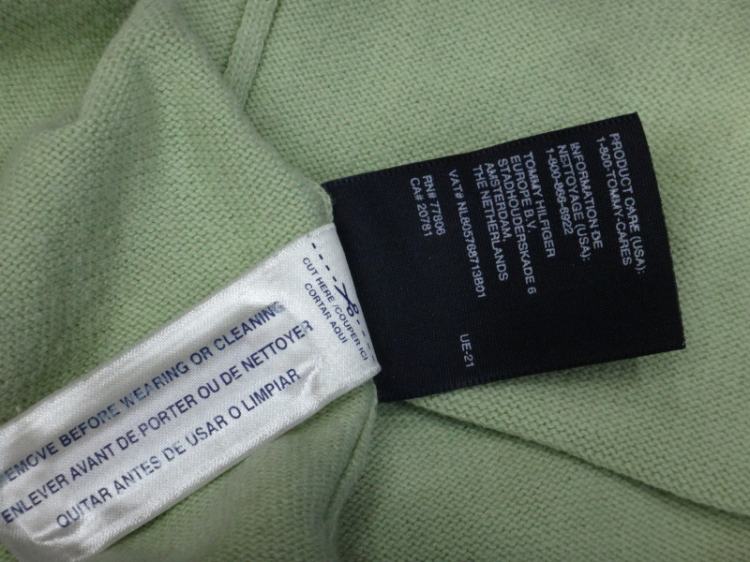 PRODUCT CARE (USA):
1-800-TOMMY-CARES
INFORMATION DE
NETTOYAGE (USA):
1-800-866-6922
TOMMY HILFIGER
EUROPE B.V.
STADHOUDERSKADE 6
AMSTERDAM,
THE NETHERLANDS
VAT# NL805768713B01
RN# 77806
CA# 20781
UE-21
CUT HERE /COUPER ICI
CORTAR AQUI
EMOVE BEFORE WEARING OR CLEANING
ENLEVER AVANT DE PORTER OU DE NETTOYER
QUITAR ANTES DE USAR O LIMPIAR